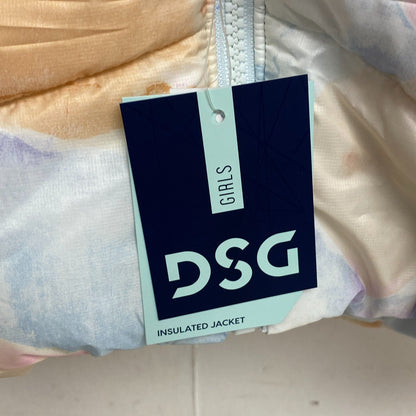 GIRLS
DSG
INSULATED JACKET